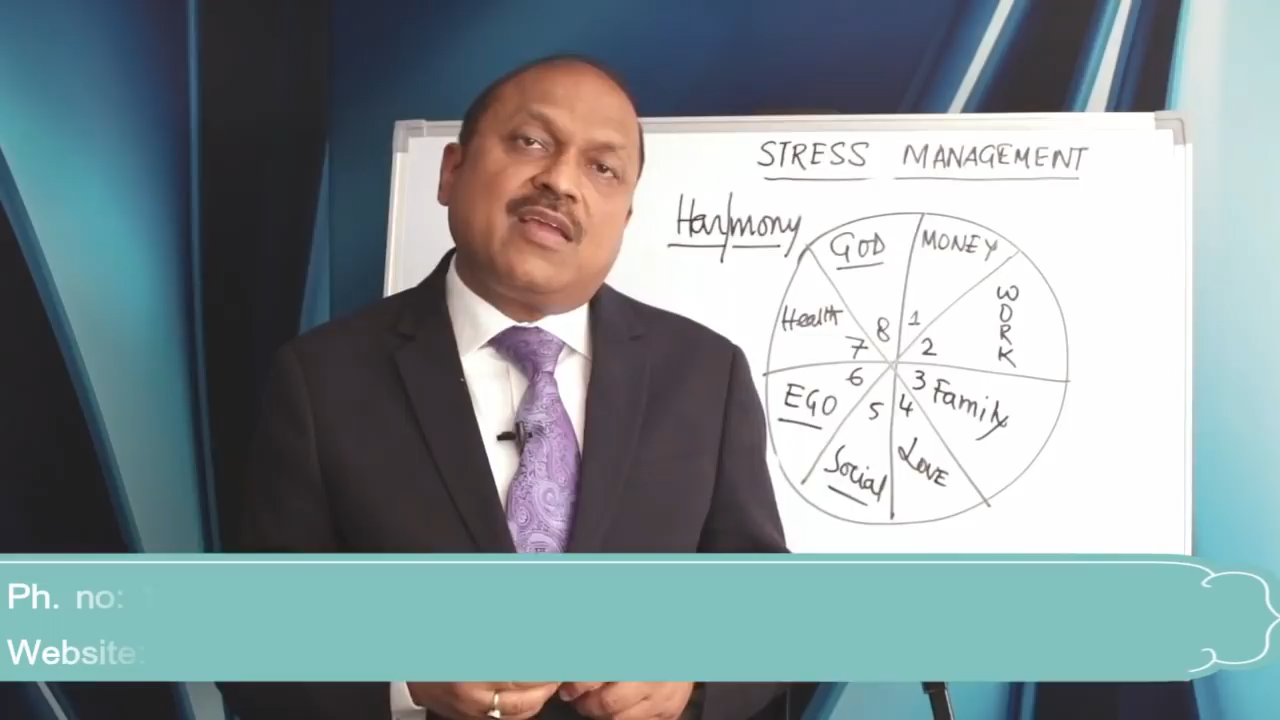 STRESS MANAGEMENT
Harmony
GOD
MONEY
WORK
Health
8
1
7
2
6
3
Family
EGO
5
4
Social
LOVE
Ph. no:
Website: